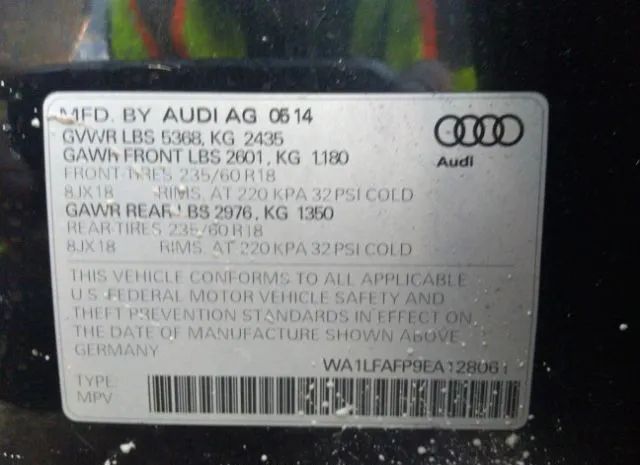 MFD. BY AUDI AG 05 14
GVWR LBS 5368, KG 2435
GAWR FRONT LBS 2601, KG 1180
FRONT-TIRES 235/60 R18
8JX18 RIMS, AT 220 KPA 32 PSI COLD
GAWR REAR LBS 2976, KG 1350
REAR-TIRES 235/60 R18
8JX18 RIMS, AT 220 KPA 32 PSI COLD
Audi
THIS VEHICLE CONFORMS TO ALL APPLICABLE
U.S. FEDERAL MOTOR VEHICLE SAFETY AND
THEFT PREVENTION STANDARDS IN EFFECT ON
THE DATE OF MANUFACTURE SHOWN ABOVE.
GERMANY
WA1LFAFP9EA128061
TYPE:
MPV